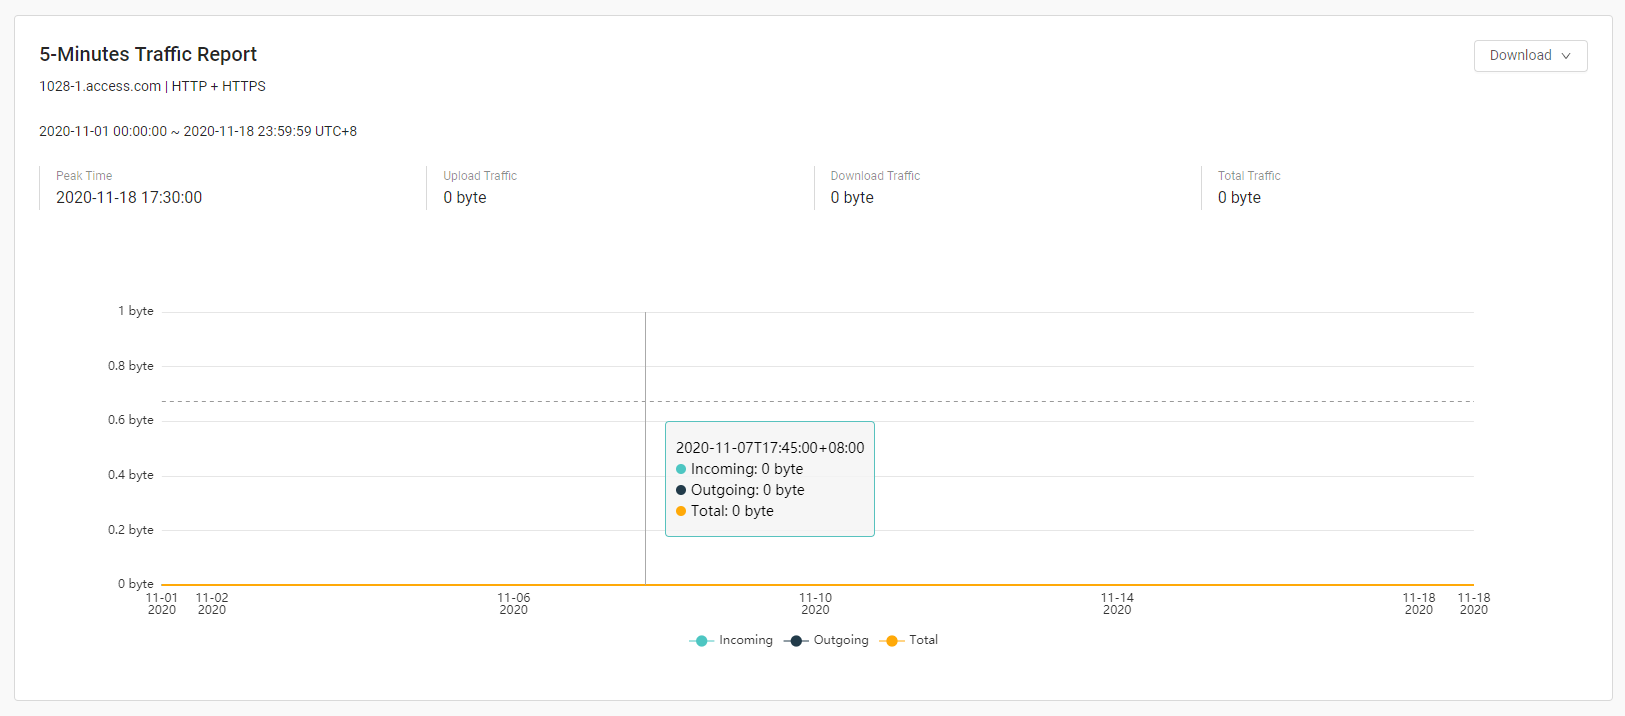 5-Minutes Traffic Report
Download
1028-1.access.com | HTTP + HTTPS
2020-11-01 00:00:00 ~ 2020-11-18 23:59:59 UTC+8
Peak Time
2020-11-18 17:30:00
Upload Traffic
0 byte
Download Traffic
0 byte
Total Traffic
0 byte
1 byte
0.8 byte
0.6 byte
0.4 byte
0.2 byte
0 byte
2020-11-07T17:45:00+08:00
Incoming: 0 byte
Outgoing: 0 byte
Total: 0 byte
11-01
2020
11-02
2020
11-06
2020
11-10
2020
11-14
2020
11-18
2020
11-18
2020
Incoming
Outgoing
Total